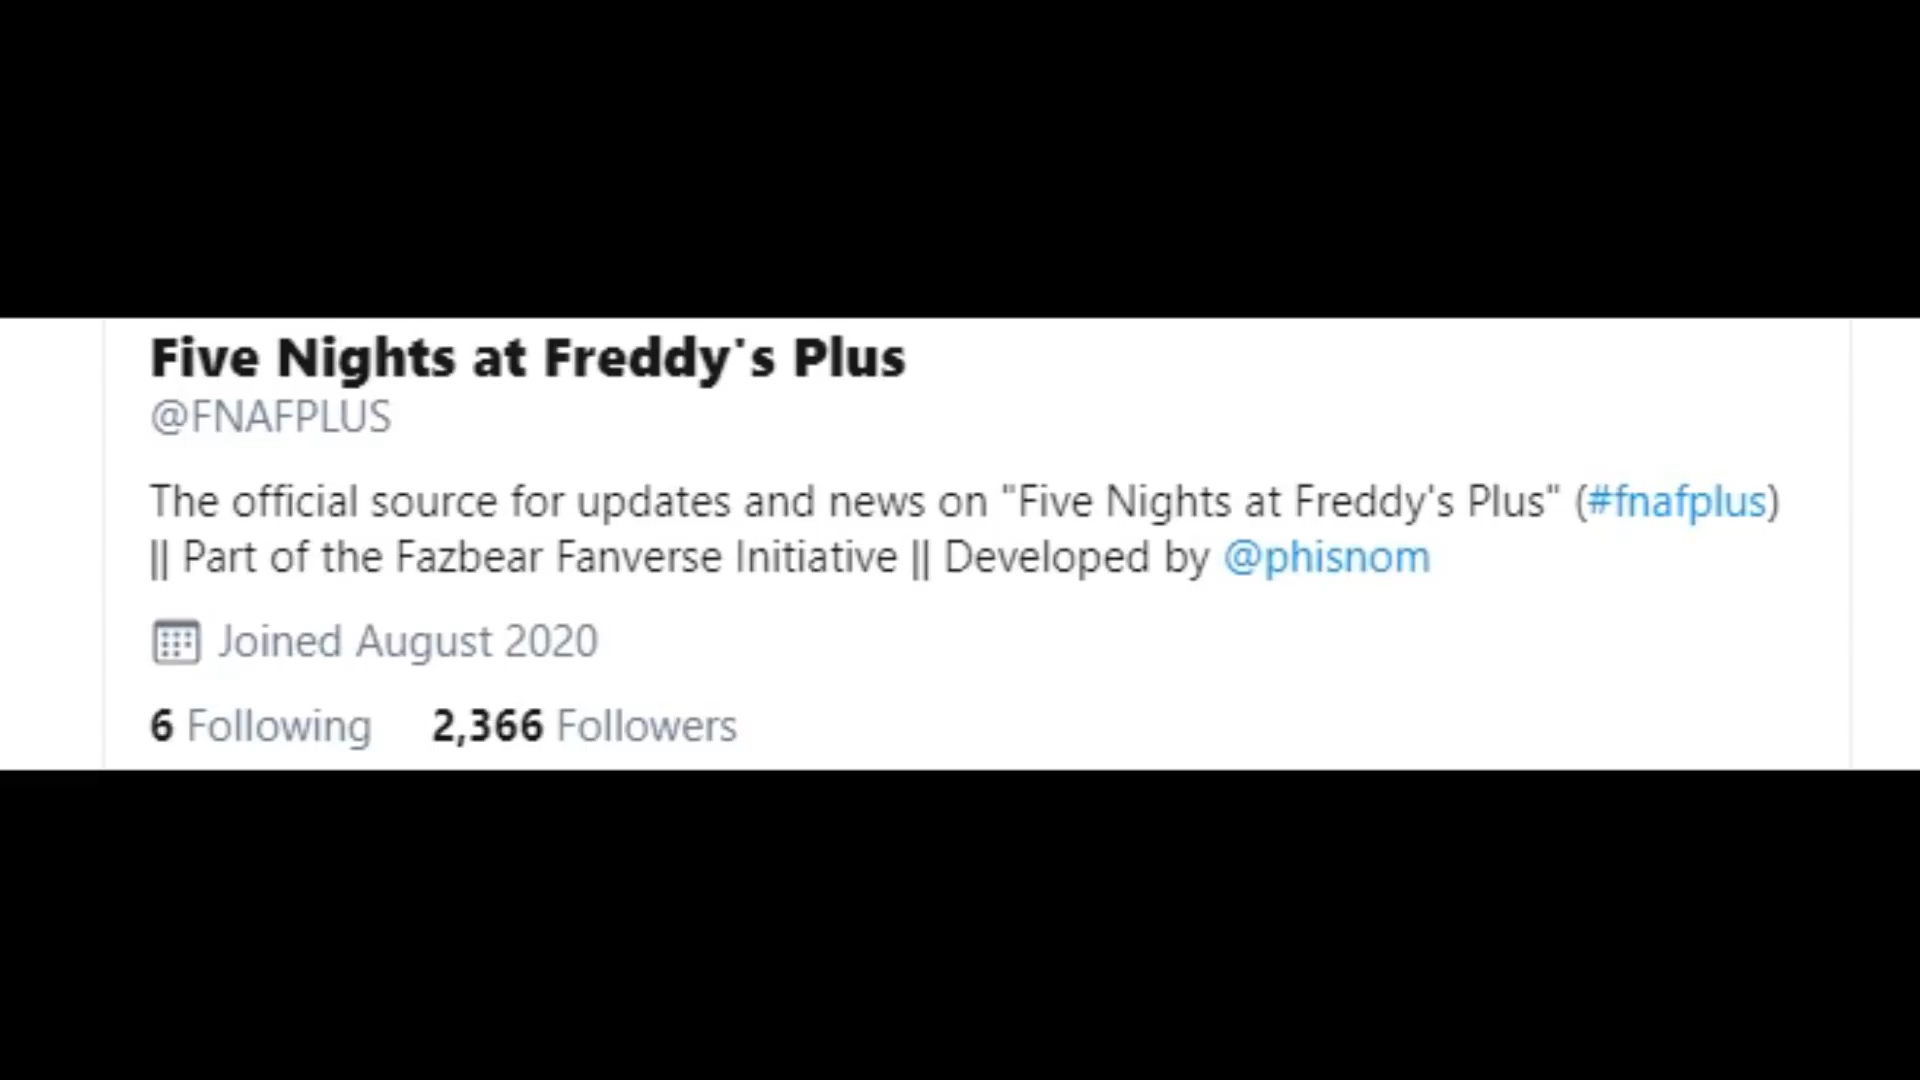 Five Nights at Freddy's Plus
@FNAFPLUS
The official source for updates and news on "Five Nights at Freddy's Plus" (#fnafplus)
|| Part of the Fazbear Fanverse Initiative || Developed by @phisnom
Joined August 2020
6 Following 2,366 Followers